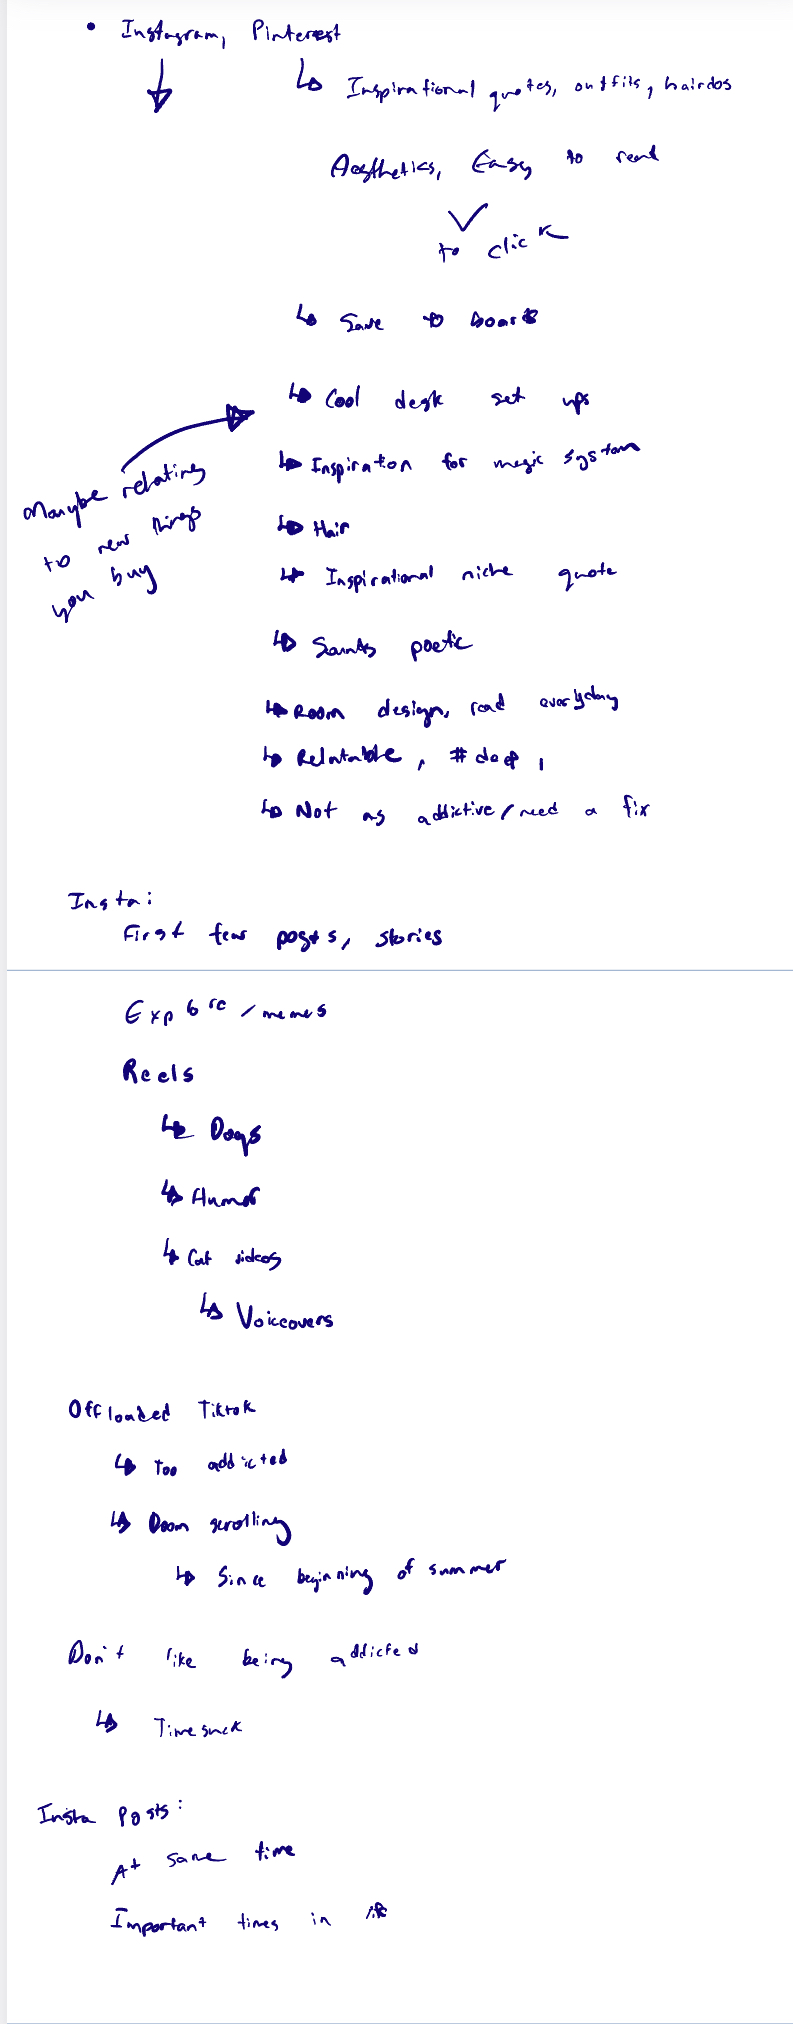 • Instagram, Pinterest
Inspirational quotes, outfits, hairdos
Aesthetics, Easy to read
to click
Save to boards
Cool desk set ups
Maybe relating
to new things
you buy
Inspiration for magic system
Hair
Inspirational niche quote
Sounds poetic
Room design, read everyday
Relatable, #deep,
Not as addictive/need a fix
Insta:
First few posts, stories
Explore/memes
Reels
Dogs
Humor
Cat videos
Voiceovers
Offloaded Tiktok
Too addicted
Doom scrolling
Since beginning of summer
Don't like being addicted
Timesuck
Insta Posts:
At same time
Important times in life